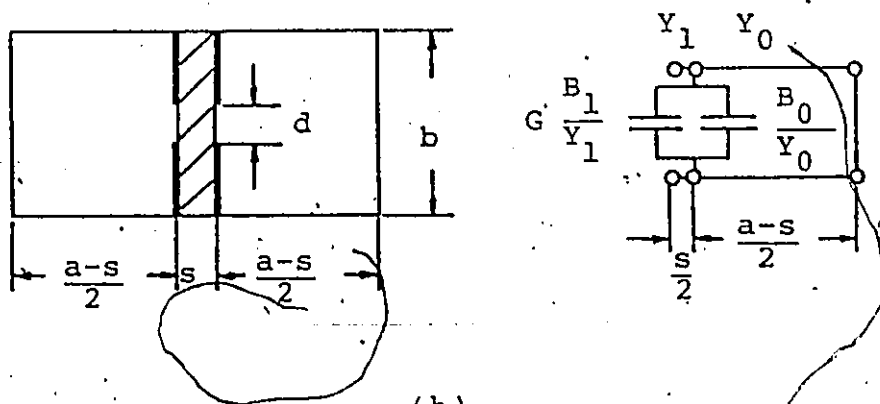 Y₁ Y₀
d
b
G B₁/Y₁ B₀/Y₀
(a-s)/2 s (a-s)/2
s/2 (a-s)/2